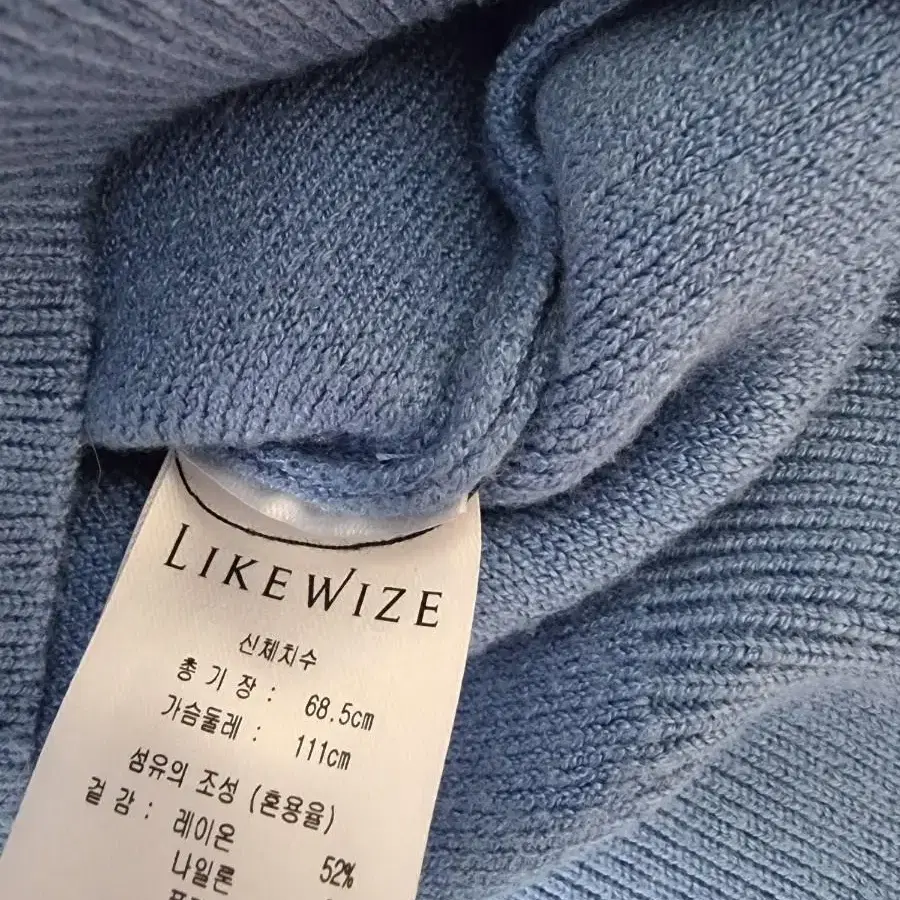 LIKEWIZE
신체치수
총 기 장 : 68.5cm
가슴둘레 : 111cm
섬유의 조성 (혼용율)
겉 감 : 레이온 52%
나일론